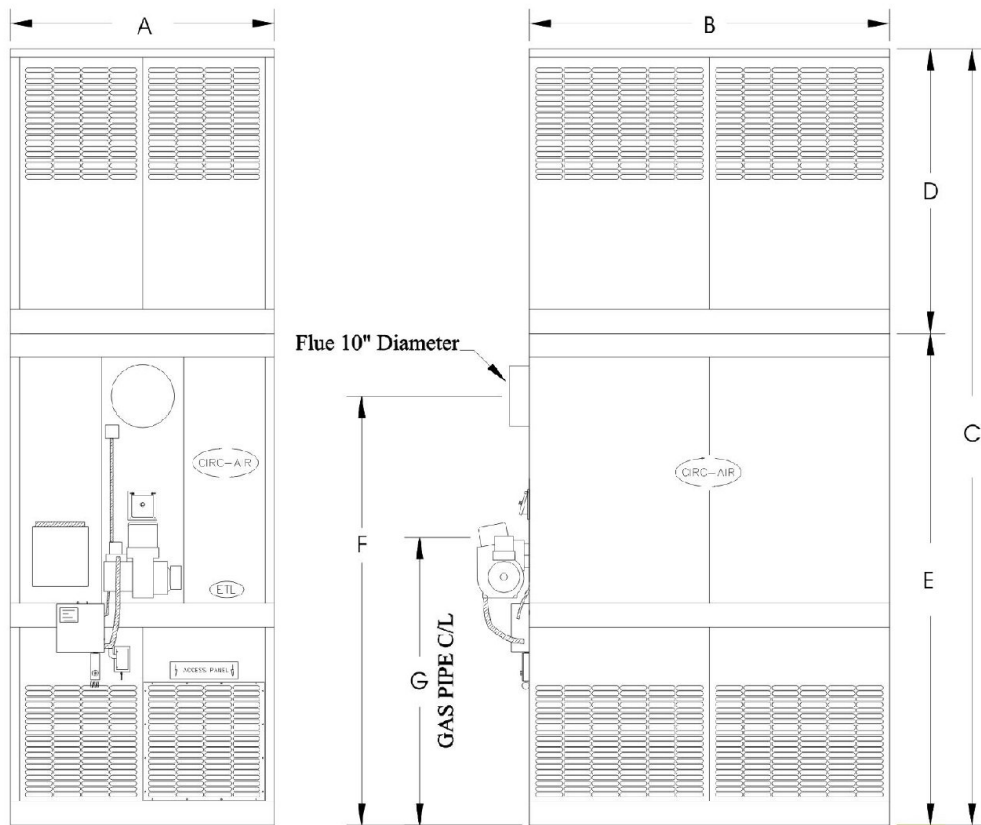 A
B
Flue 10" Diameter
D
C
CIRC-AIR
CIRC-AIR
F
E
ETL
G
GAS PIPE C/L
ACCESS PANEL